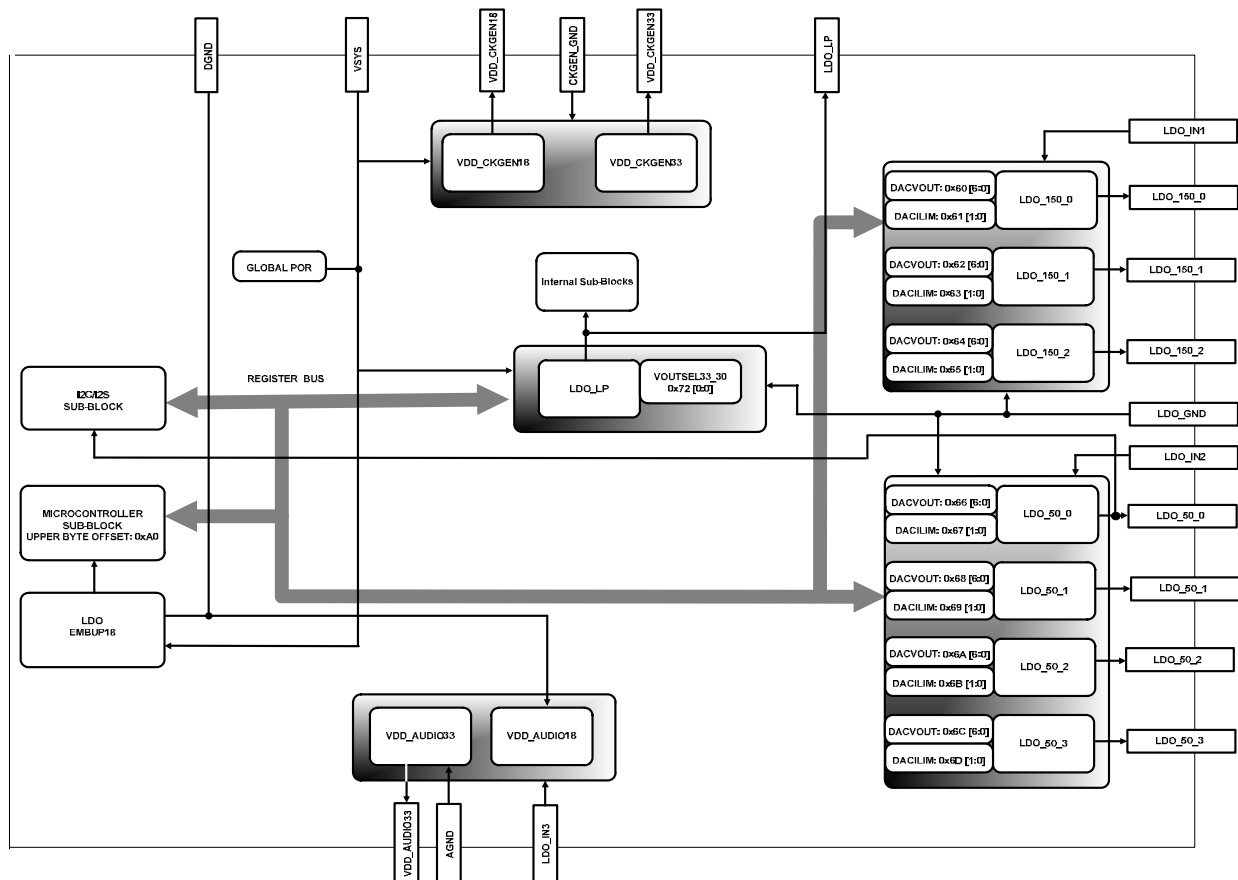 DGND
VSYS
VDD_CKGEN18
CKGEN_GND
VDD_CKGEN33
LDO_LP
VDD_CKGEN18
VDD_CKGEN33
LDO_IN1
DACVOUT: 0x60 [6:0]
DACILIM: 0x61 [1:0]
LDO_150_0
LDO_150_0
GLOBAL POR
Internal Sub-Blocks
DACVOUT: 0x62 [6:0]
DACILIM: 0x63 [1:0]
LDO_150_1
LDO_150_1
DACVOUT: 0x64 [6:0]
DACILIM: 0x65 [1:0]
LDO_150_2
LDO_150_2
REGISTER BUS
I2C/I2S
SUB-BLOCK
LDO_LP
VOUTSEL33_30
0x72 [0:0]
LDO_GND
LDO_IN2
MICROCONTROLLER
SUB-BLOCK
UPPER BYTE OFFSET: 0xA0
DACVOUT: 0x66 [6:0]
DACILIM: 0x67 [1:0]
LDO_50_0
LDO_50_0
LDO
EMBUP18
DACVOUT: 0x68 [6:0]
DACILIM: 0x69 [1:0]
LDO_50_1
LDO_50_1
DACVOUT: 0x6A [6:0]
DACILIM: 0x6B [1:0]
LDO_50_2
LDO_50_2
VDD_AUDIO33
VDD_AUDIO18
DACVOUT: 0x6C [6:0]
DACILIM: 0x6D [1:0]
LDO_50_3
LDO_50_3
VDD_AUDIO33
AGND
LDO_IN3